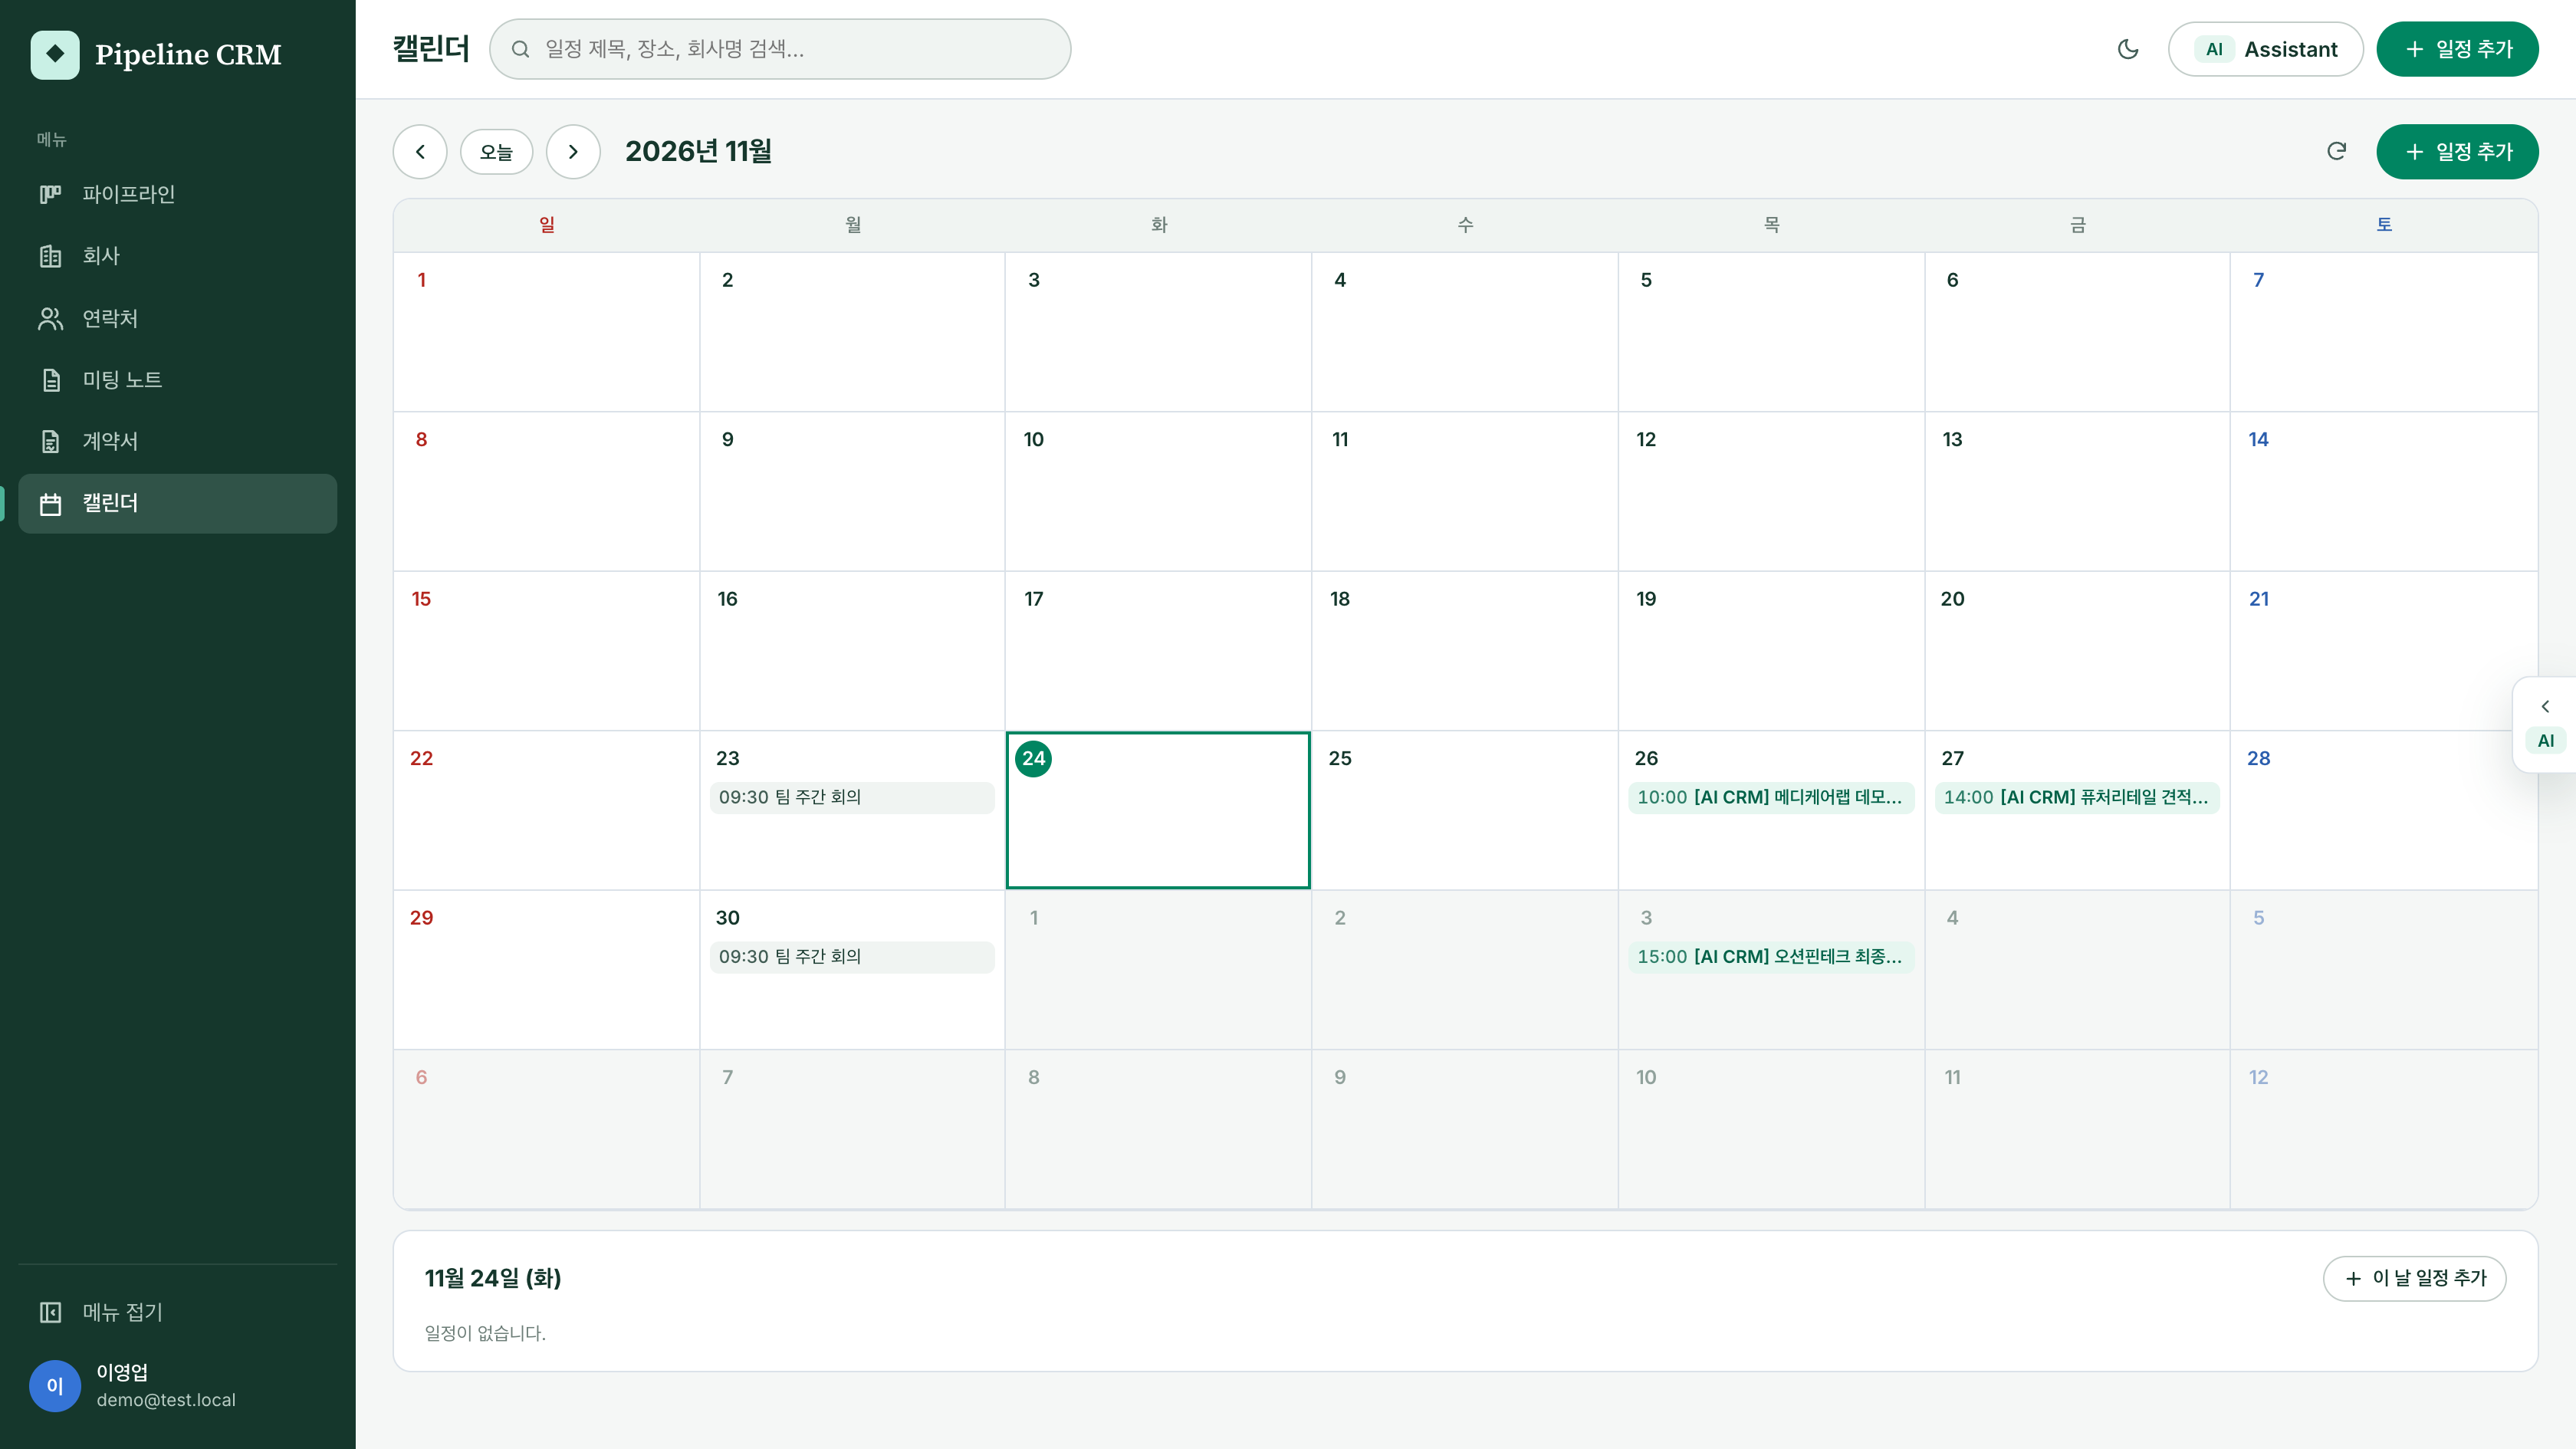 Pipeline CRM
메뉴
파이프라인
회사
연락처
미팅 노트
계약서
캘린더
메뉴 접기
이
이영업
demo@test.local
캘린더
일정 제목, 장소, 회사명 검색...
AI Assistant
일정 추가
오늘
2026년 11월
일정 추가
일 월 화 수 목 금 토
1 2 3 4 5 6 7
8 9 10 11 12 13 14
15 16 17 18 19 20 21
22 23 24 25 26 27 28
09:30 팀 주간 회의
10:00 [AI CRM] 메디케어랩 데모...
14:00 [AI CRM] 퓨처리테일 견적...
29 30 1 2 3 4 5
09:30 팀 주간 회의
15:00 [AI CRM] 오션핀테크 최종...
6 7 8 9 10 11 12
AI
11월 24일 (화)
이 날 일정 추가
일정이 없습니다.